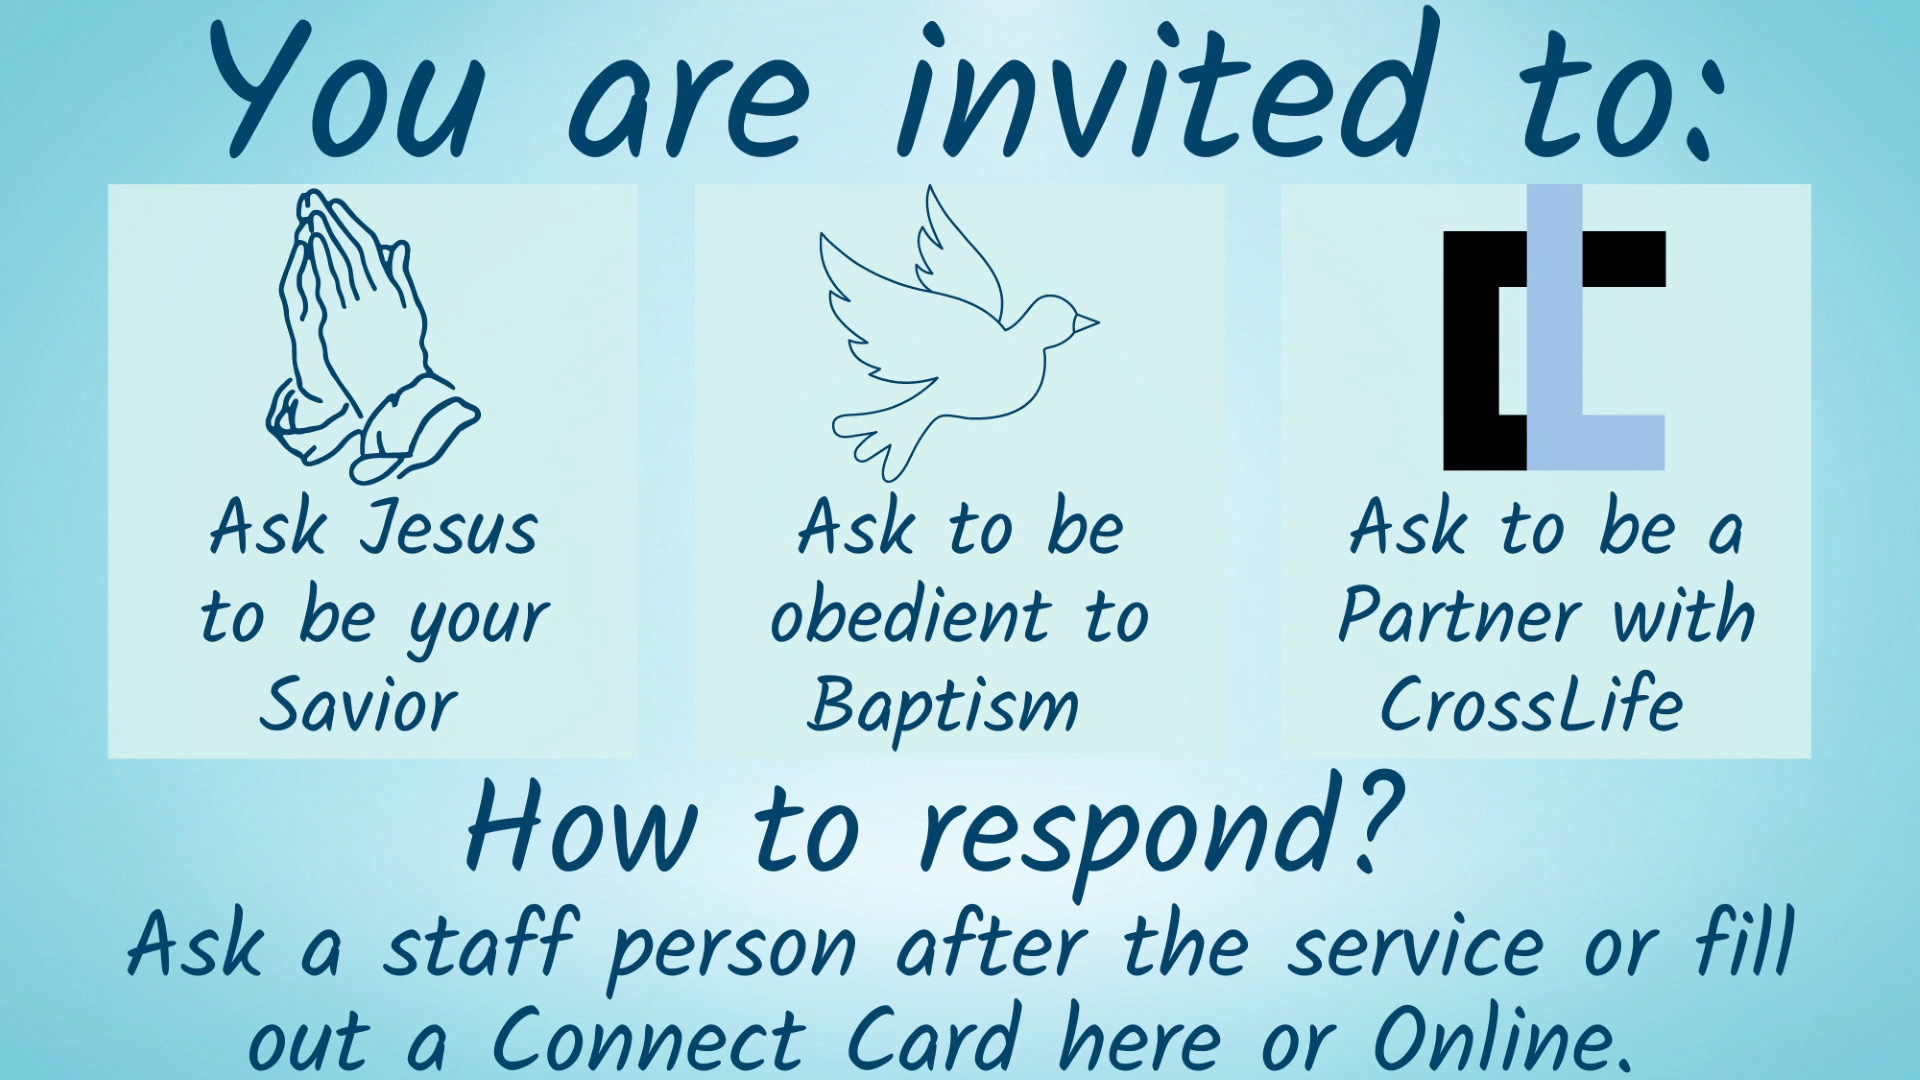 You are invited to:
Ask Jesus
to be your
Savior
Ask to be
obedient to
Baptism
Ask to be a
Partner with
CrossLife
How to respond?
Ask a staff person after the service or fill
out a Connect Card here or Online.